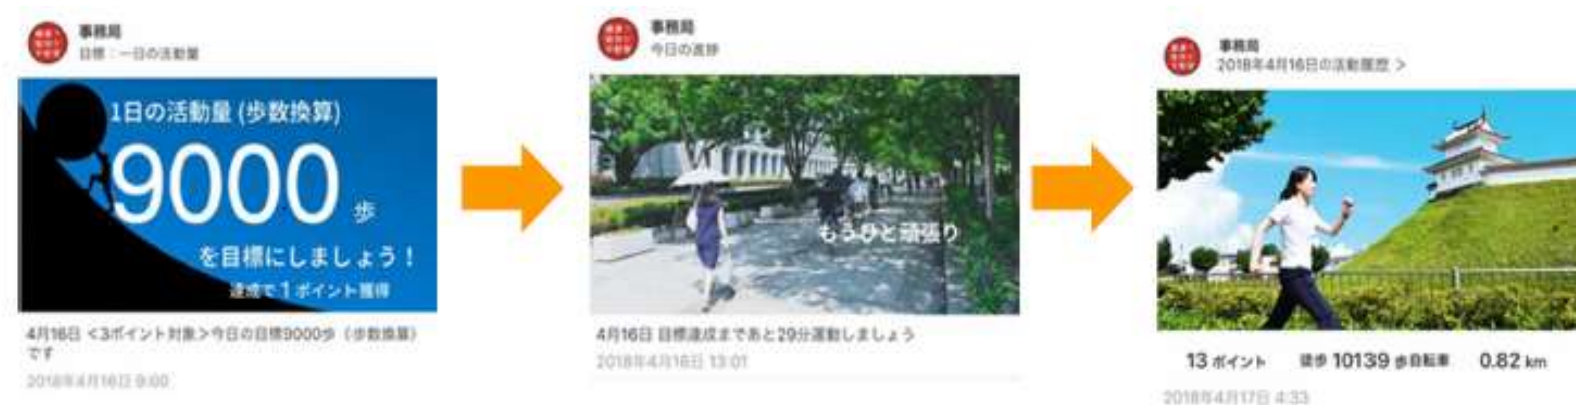 事務局
目標:一日の活動量
1日の活動量 (歩数換算)
9000 歩
を目標にしましょう!
達成で1ポイント獲得
4月16日 <3ポイント対象>今日の目標9000歩(歩数換算)
です
2018年4月16日 9:00
事務局
今日の進捗
もうひと頑張り
4月16日 目標達成まであと29分運動しましょう
2018年4月16日 13:01
事務局
2018年4月16日の活動履歴 >
13 ポイント 徒歩 10139 歩自転車 0.82 km
2018年4月17日 4:33